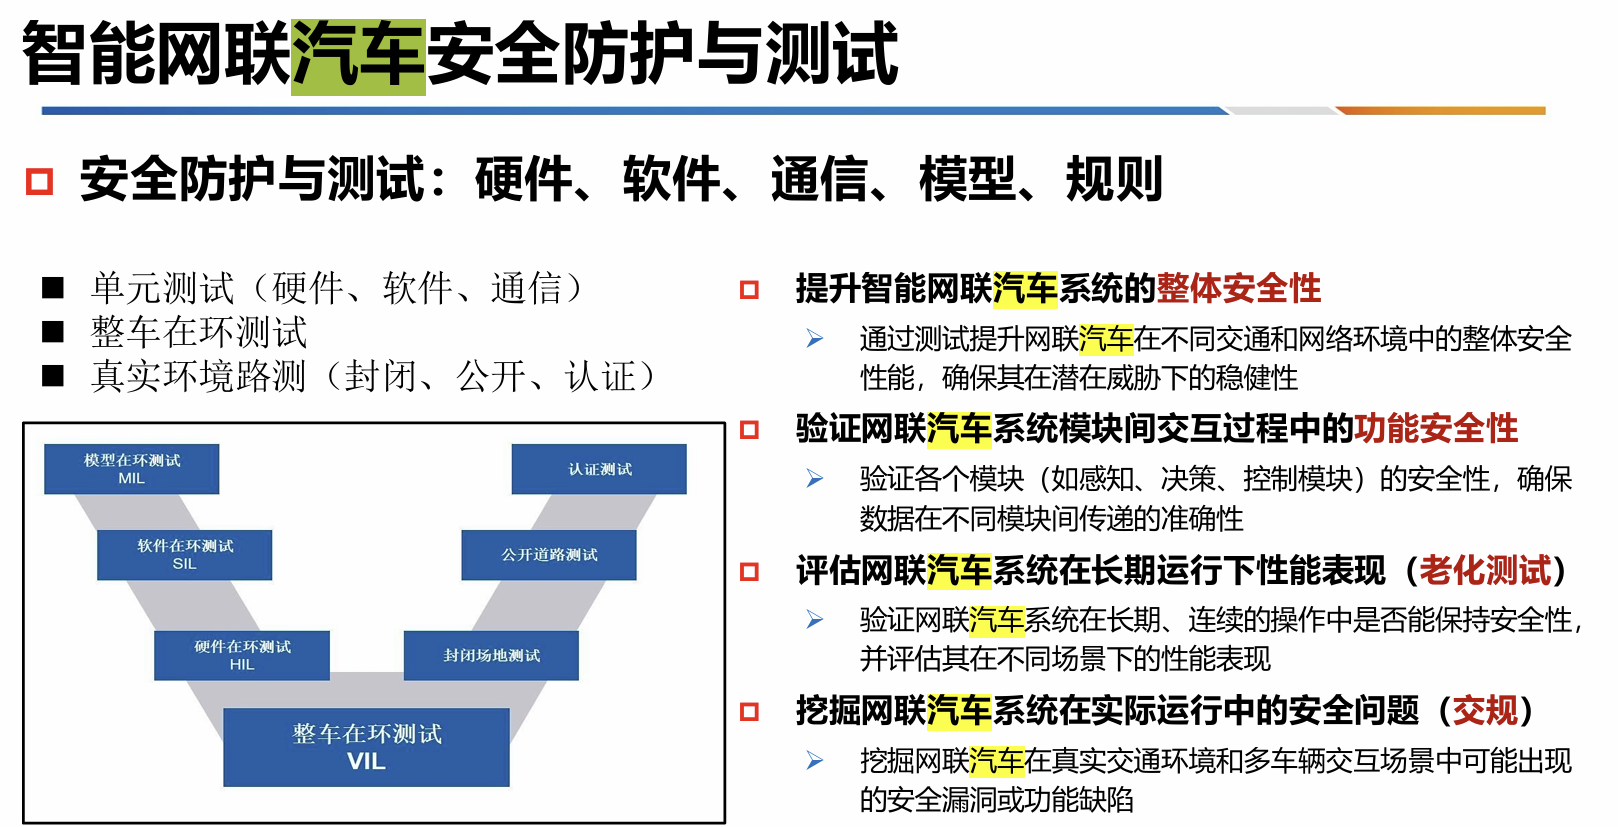 智能网联汽车安全防护与测试
安全防护与测试：硬件、软件、通信、模型、规则
单元测试（硬件、软件、通信）
整车在环测试
真实环境路测（封闭、公开、认证）
模型在环测试
MIL
软件在环测试
SIL
硬件在环测试
HIL
整车在环测试
VIL
封闭场地测试
公开道路测试
认证测试
提升智能网联汽车系统的整体安全性
通过测试提升网联汽车在不同交通和网络环境中的整体安全
性能，确保其在潜在威胁下的稳健性
验证网联汽车系统模块间交互过程中的功能安全性
验证各个模块（如感知、决策、控制模块）的安全性，确保
数据在不同模块间传递的准确性
评估网联汽车系统在长期运行下性能表现（老化测试）
验证网联汽车系统在长期、连续的操作中是否能保持安全性，
并评估其在不同场景下的性能表现
挖掘网联汽车系统在实际运行中的安全问题（交规）
挖掘网联汽车在真实交通环境和多车辆交互场景中可能出现
的安全漏洞或功能缺陷